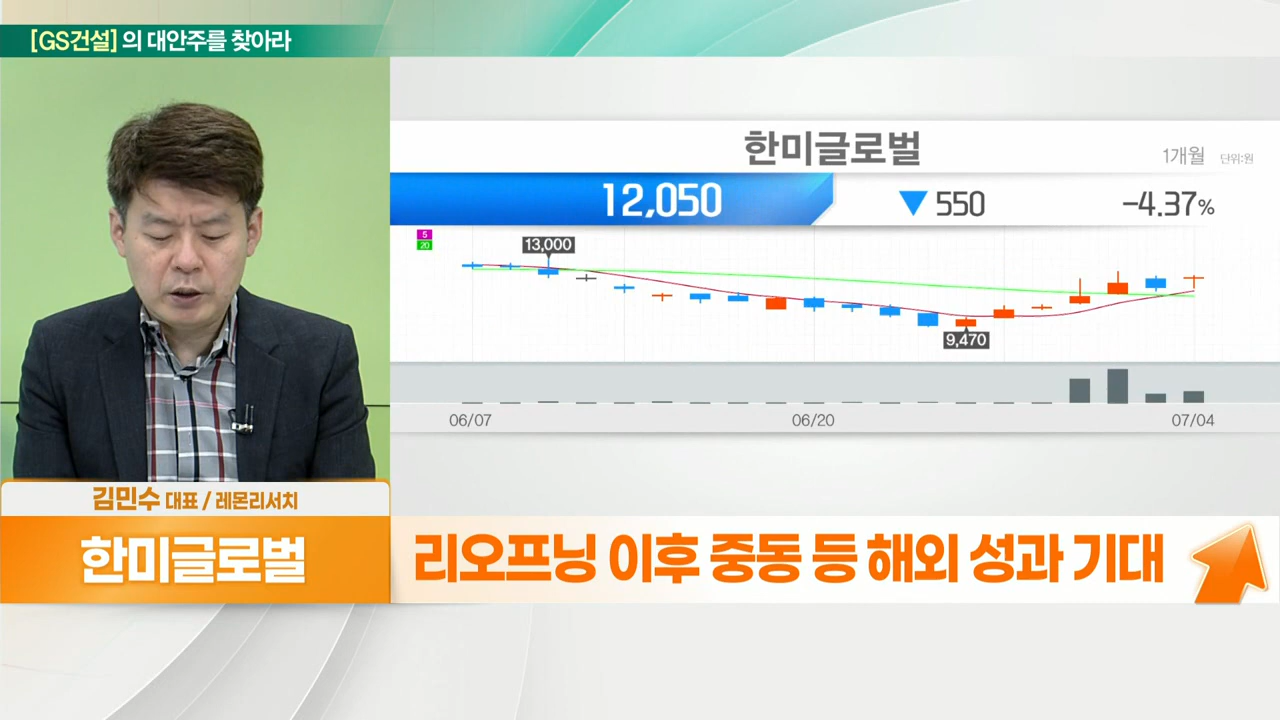 [GS건설] 의 대안주를 찾아라
한미글로벌
1개월 단위:원
12,050 ▼ 550 -4.37%
5
20
13,000
9,470
06/07 06/20 07/04
김민수 대표 / 레몬리서치
한미글로벌
리오프닝 이후 중동 등 해외 성과 기대